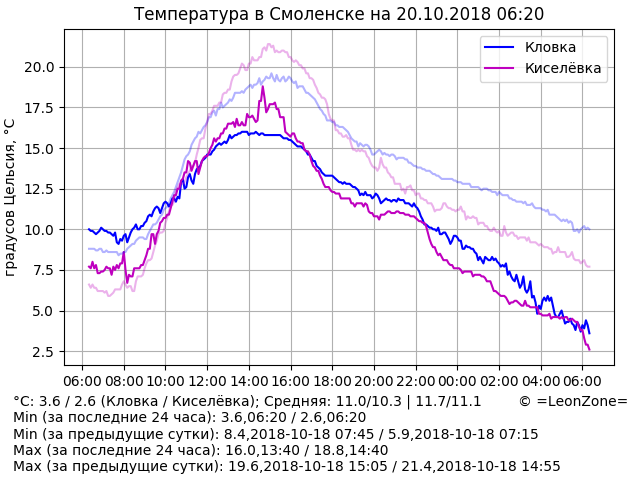 Температура в Смоленске на 20.10.2018 06:20
Кловка
Киселёвка
градусов Цельсия, °C
20.0
17.5
15.0
12.5
10.0
7.5
5.0
2.5
06:00 08:00 10:00 12:00 14:00 16:00 18:00 20:00 22:00 00:00 02:00 04:00 06:00
°C: 3.6 / 2.6 (Кловка / Киселёвка); Средняя: 11.0/10.3 | 11.7/11.1 © =LeonZone=
Min (за последние 24 часа): 3.6,06:20 / 2.6,06:20
Min (за предыдущие сутки): 8.4,2018-10-18 07:45 / 5.9,2018-10-18 07:15
Max (за последние 24 часа): 16.0,13:40 / 18.8,14:40
Max (за предыдущие сутки): 19.6,2018-10-18 15:05 / 21.4,2018-10-18 14:55